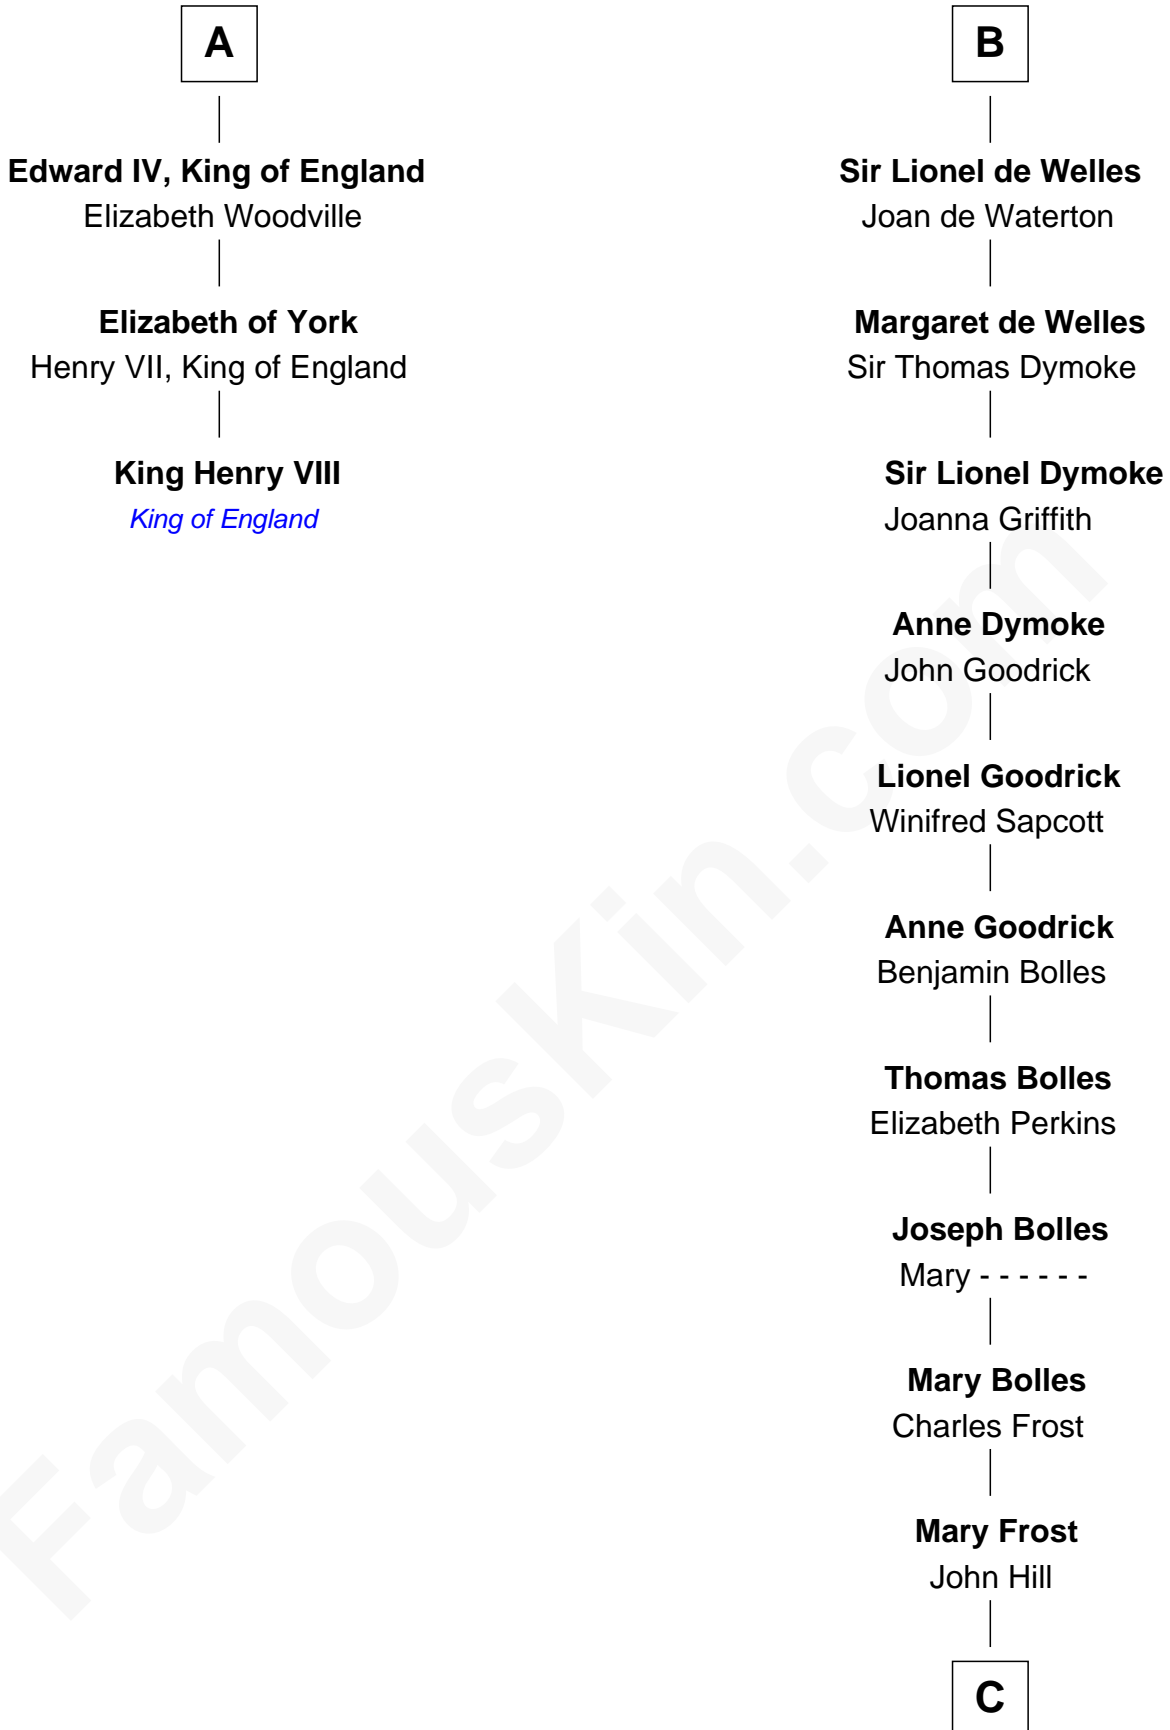 A
Edward IV, King of England
Elizabeth Woodville
Elizabeth of York
Henry VII, King of England
King Henry VIII
King of England
B
Sir Lionel de Welles
Joan de Waterton
Margaret de Welles
Sir Thomas Dymoke
Sir Lionel Dymoke
Joanna Griffith
Anne Dymoke
John Goodrick
Lionel Goodrick
Winifred Sapcott
Anne Goodrick
Benjamin Bolles
Thomas Bolles
Elizabeth Perkins
Joseph Bolles
Mary - - - - - -
Mary Bolles
Charles Frost
Mary Frost
John Hill
C
FamousKin.com